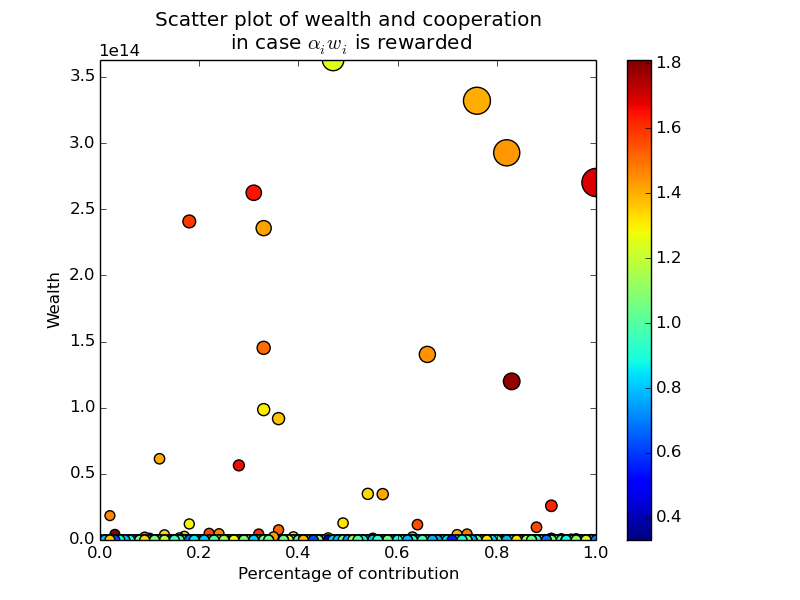 Scatter plot of wealth and cooperation
in case αᵢwᵢ is rewarded
1e14
3.5
3.0
2.5
2.0
1.5
1.0
0.5
0.0
Wealth
0.0 0.2 0.4 0.6 0.8 1.0
Percentage of contribution
1.8
1.6
1.4
1.2
1.0
0.8
0.6
0.4